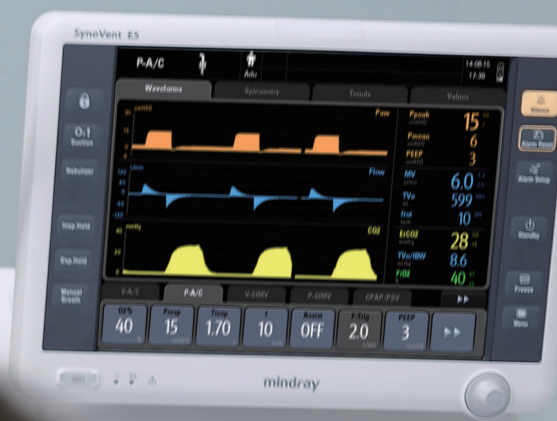 SynoVent E5
P-A/C
Adu
14-08-15
17:39
Waveforms
Spirometry
Trends
Values
Silence
Alarm Reset
Alarm Setup
Standby
Freeze
Menu
O₂↑
Suction
Nebulizer
Insp.Hold
Exp.Hold
Manual
Breath
Paw
Flow
CO2
Ppeak
15
Pmean
6
PEEP
3
MV
6.0
TVe
599
ftot
10
EtCO2
28
TVe/IBW
8.6
FiO2
40
V-A/C
P-A/C
V-SIMV
P-SIMV
CPAP/PSV
O2%
40
Pinsp
15
Tinsp
1.70
f
10
Assist
OFF
F-Trig
2.0
PEEP
3
mindray